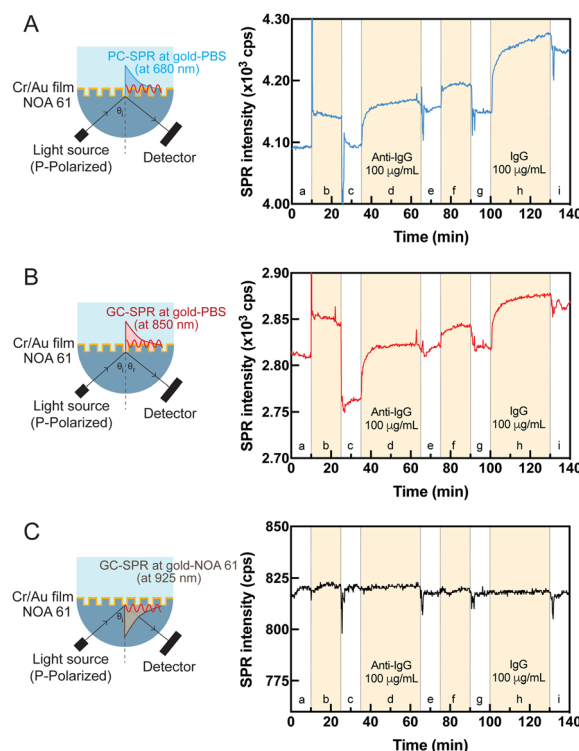 A
PC-SPR at gold-PBS
(at 680 nm)
Cr/Au film
NOA 61
θi
Light source
(P-Polarized)
Detector
SPR intensity (×10³ cps)
4.30
4.20
4.10
4.00
Anti-IgG
100 µg/mL
IgG
100 µg/mL
a b c d e f g h i
0 20 40 60 80 100 120 140
Time (min)
B
GC-SPR at gold-PBS
(at 850 nm)
Cr/Au film
NOA 61
θi θr
Light source
(P-Polarized)
Detector
SPR intensity (×10³ cps)
2.90
2.85
2.80
2.75
2.70
Anti-IgG
100 µg/mL
IgG
100 µg/mL
a b c d e f g h i
0 20 40 60 80 100 120 140
Time (min)
C
GC-SPR at gold-NOA 61
(at 925 nm)
Cr/Au film
NOA 61
θi
Light source
(P-Polarized)
Detector
SPR intensity (cps)
850
825
800
775
Anti-IgG
100 µg/mL
IgG
100 µg/mL
a b c d e f g h i
0 20 40 60 80 100 120 140
Time (min)